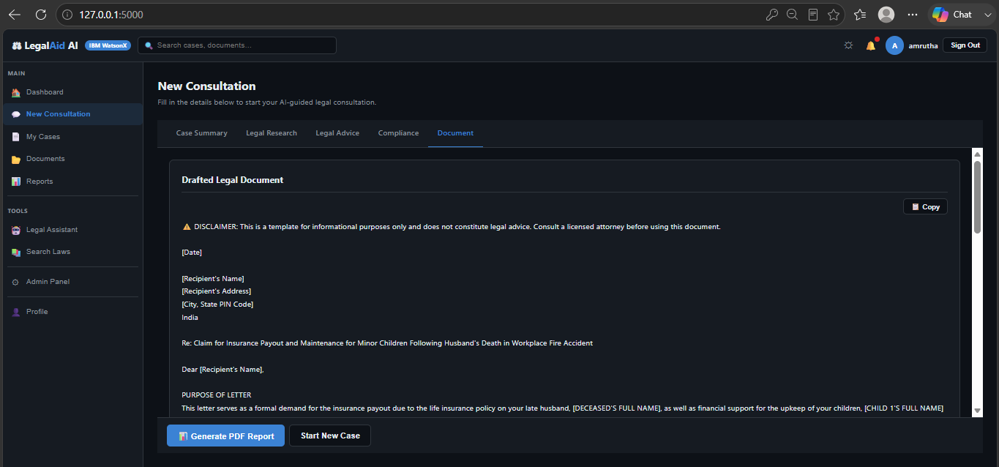 127.0.0.1:5000
Chat
LegalAid AI
IBM WatsonX
Search cases, documents...
A
amrutha
Sign Out
MAIN
Dashboard
New Consultation
My Cases
Documents
Reports
TOOLS
Legal Assistant
Search Laws
Admin Panel
Profile
New Consultation
Fill in the details below to start your AI-guided legal consultation.
Case Summary
Legal Research
Legal Advice
Compliance
Document
Drafted Legal Document
Copy
⚠ DISCLAIMER: This is a template for informational purposes only and does not constitute legal advice. Consult a licensed attorney before using this document.
[Date]
[Recipient's Name]
[Recipient's Address]
[City, State PIN Code]
India
Re: Claim for Insurance Payout and Maintenance for Minor Children Following Husband's Death in Workplace Fire Accident
Dear [Recipient's Name],
PURPOSE OF LETTER
This letter serves as a formal demand for the insurance payout due to the life insurance policy on your late husband, [DECEASED'S FULL NAME], as well as financial support for the upkeep of your children, [CHILD 1'S FULL NAME]
Generate PDF Report
Start New Case